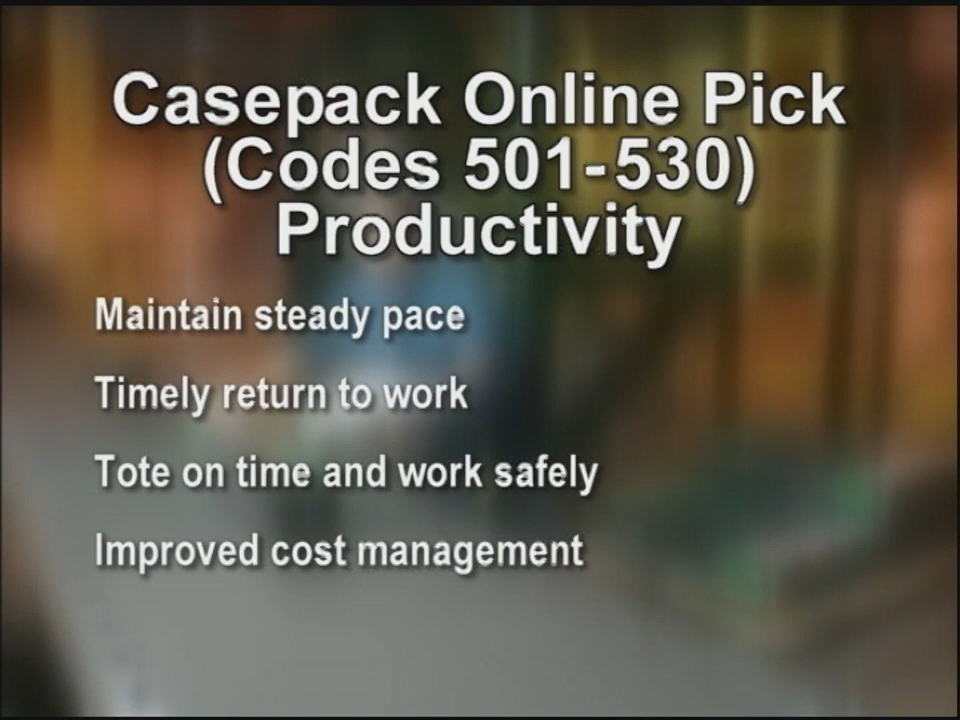 Casepack Online Pick
(Codes 501-530)
Productivity
Maintain steady pace
Timely return to work
Tote on time and work safely
Improved cost management